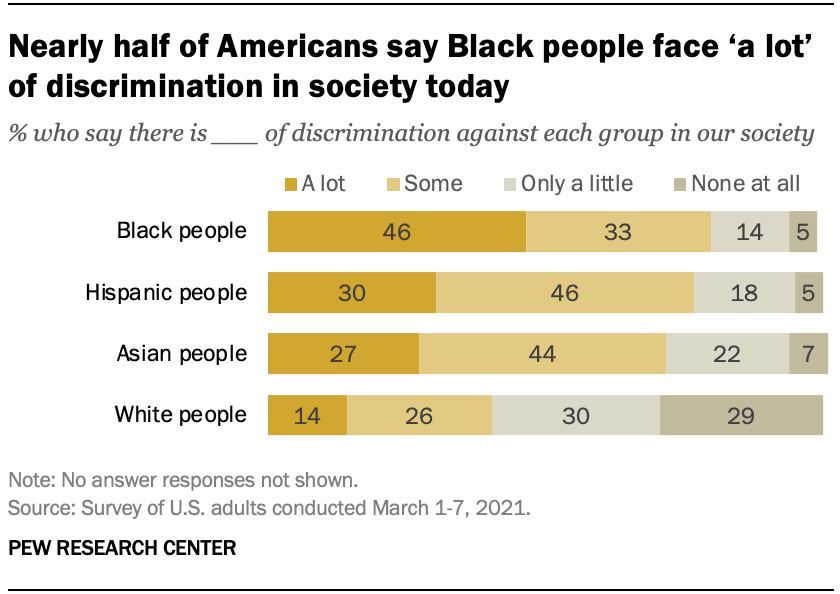 Nearly half of Americans say Black people face ‘a lot’
of discrimination in society today
% who say there is ___ of discrimination against each group in our society
A lot Some Only a little None at all
Black people 46 33 14 5
Hispanic people 30 46 18 5
Asian people 27 44 22 7
White people 14 26 30 29
Note: No answer responses not shown.
Source: Survey of U.S. adults conducted March 1-7, 2021.
PEW RESEARCH CENTER